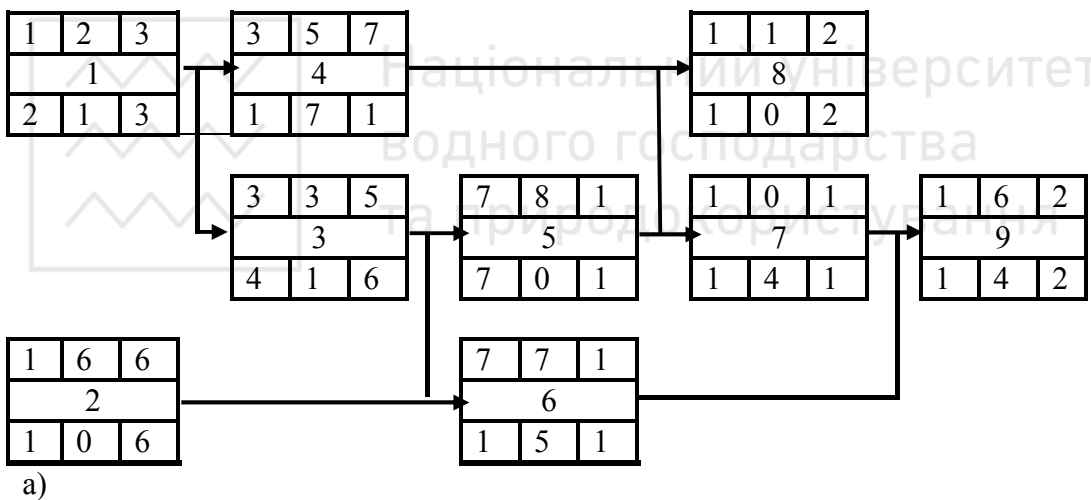 1 2 3 3 5 7 1 1 2
1 4 8
2 1 3 1 7 1 1 0 2
Національний університет
водного господарства
та природокористування
3 3 5 7 8 1 1 0 1 1 6 2
3 5 7 9
4 1 6 7 0 1 1 4 1 1 4 2
1 6 6 7 7 1
2 6
1 0 6 1 5 1
а)